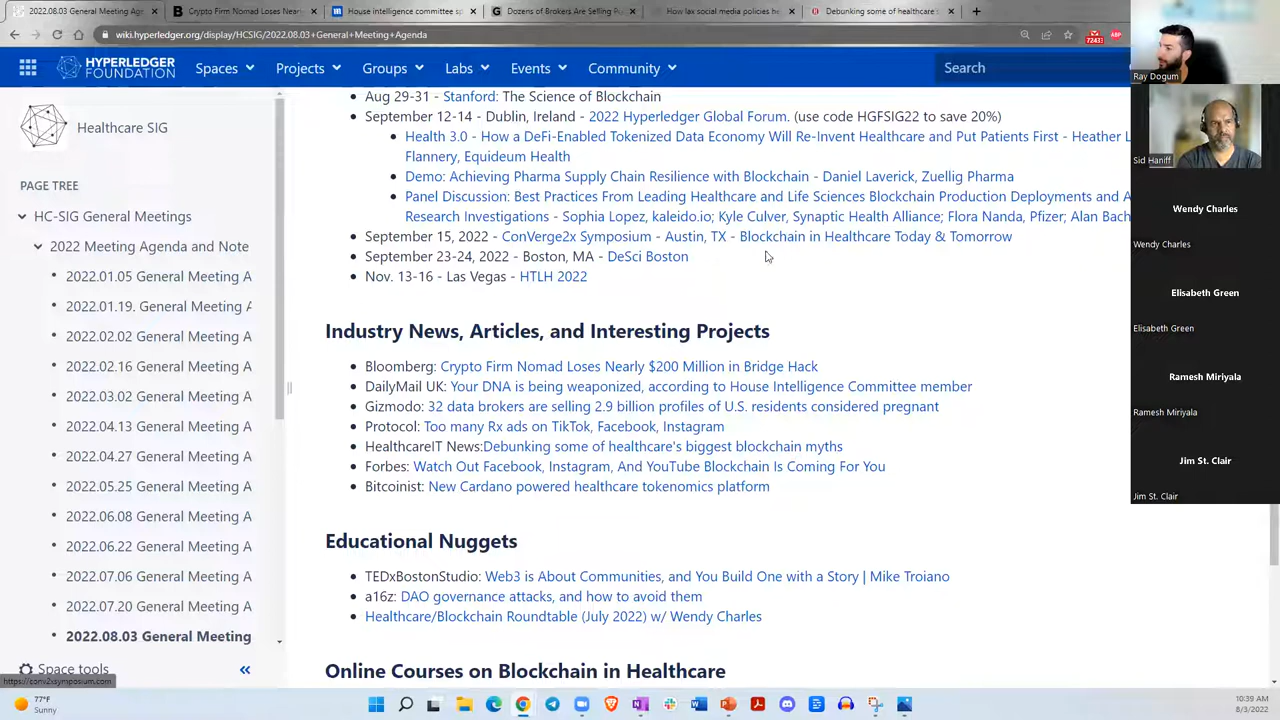 2022.08.03 General Meeting Ag
Crypto Firm Nomad Loses Near
House intelligence committee sp
Dozens of Brokers Are Selling
How lax social media policies he
Debunking some of healthcare's
wiki.hyperledger.org/display/HCSIG/2022.08.03+General+Meeting+Agenda
ABP
HYPERLEDGER
FOUNDATION
Spaces
Projects
Groups
Labs
Events
Community
Search
Healthcare SIG
PAGE TREE
HC-SIG General Meetings
2022 Meeting Agenda and Note
2022.01.05 General Meeting A
2022.01.19. General Meeting A
2022.02.02 General Meeting A
2022.02.16 General Meeting A
2022.03.02 General Meeting A
2022.04.13 General Meeting A
2022.04.27 General Meeting A
2022.05.25 General Meeting A
2022.06.08 General Meeting A
2022.06.22 General Meeting A
2022.07.06 General Meeting A
2022.07.20 General Meeting A
2022.08.03 General Meeting
Space tools
https://conv2xsymposium.com
Aug 29-31 - Stanford: The Science of Blockchain
September 12-14 - Dublin, Ireland - 2022 Hyperledger Global Forum. (use code HGFSIG22 to save 20%)
Health 3.0 - How a DeFi-Enabled Tokenized Data Economy Will Re-Invent Healthcare and Put Patients First - Heather L
Flannery, Equideum Health
Demo: Achieving Pharma Supply Chain Resilience with Blockchain - Daniel Laverick, Zuellig Pharma
Panel Discussion: Best Practices From Leading Healthcare and Life Sciences Blockchain Production Deployments and A
Research Investigations - Sophia Lopez, kaleido.io; Kyle Culver, Synaptic Health Alliance; Flora Nanda, Pfizer; Alan Bach
September 15, 2022 - ConVerge2x Symposium - Austin, TX - Blockchain in Healthcare Today & Tomorrow
September 23-24, 2022 - Boston, MA - DeSci Boston
Nov. 13-16 - Las Vegas - HTLH 2022
Industry News, Articles, and Interesting Projects
Bloomberg: Crypto Firm Nomad Loses Nearly $200 Million in Bridge Hack
DailyMail UK: Your DNA is being weaponized, according to House Intelligence Committee member
Gizmodo: 32 data brokers are selling 2.9 billion profiles of U.S. residents considered pregnant
Protocol: Too many Rx ads on TikTok, Facebook, Instagram
HealthcareIT News:Debunking some of healthcare's biggest blockchain myths
Forbes: Watch Out Facebook, Instagram, And YouTube Blockchain Is Coming For You
Bitcoinist: New Cardano powered healthcare tokenomics platform
Educational Nuggets
TEDxBostonStudio: Web3 is About Communities, and You Build One with a Story | Mike Troiano
a16z: DAO governance attacks, and how to avoid them
Healthcare/Blockchain Roundtable (July 2022) w/ Wendy Charles
Online Courses on Blockchain in Healthcare
Ray Dogum
Sid Haniff
Wendy Charles
Wendy Charles
Elisabeth Green
Elisabeth Green
Ramesh Miriyala
Ramesh Miriyala
Jim St. Clair
Jim St. Clair
77°F
Sunny
10:39 AM
8/3/2022